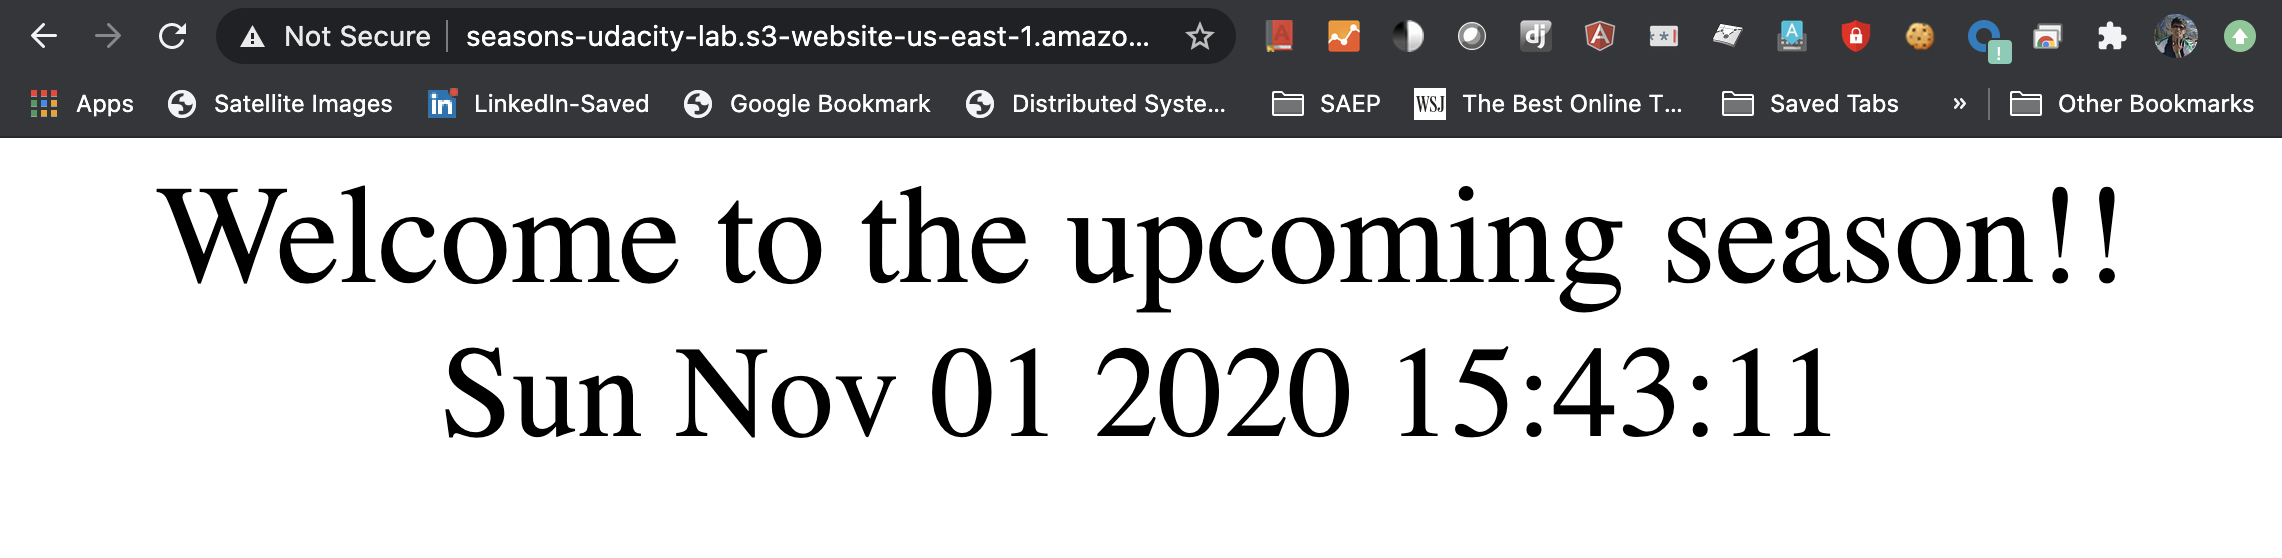 Not Secure seasons-udacity-lab.s3-website-us-east-1.amazo...
dj
Apps Satellite Images LinkedIn-Saved Google Bookmark Distributed Syste... SAEP WSJ The Best Online T... Saved Tabs » Other Bookmarks
Welcome to the upcoming season!!
Sun Nov 01 2020 15:43:11